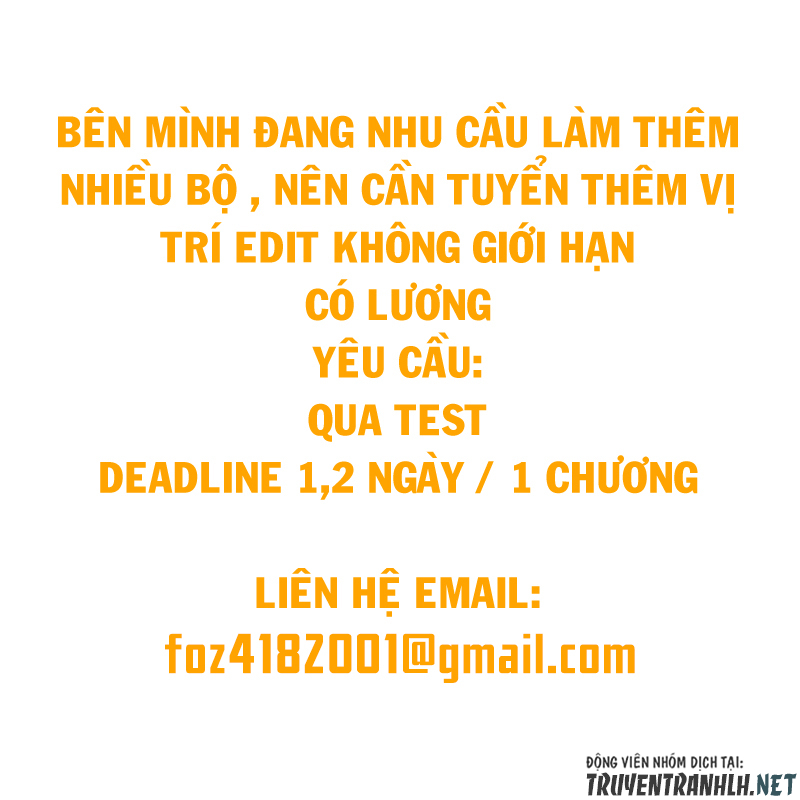 BÊN MÌNH ĐANG NHU CẦU LÀM THÊM
NHIỀU BỘ , NÊN CẦN TUYỂN THÊM VỊ
TRÍ EDIT KHÔNG GIỚI HẠN
CÓ LƯƠNG
YÊU CẦU:
QUA TEST
DEADLINE 1,2 NGÀY / 1 CHƯƠNG
LIÊN HỆ EMAIL:
foz4182001@gmail.com
ĐỘNG VIÊN NHÓM DỊCH TẠI:
TRUYENTRANHLH.NET